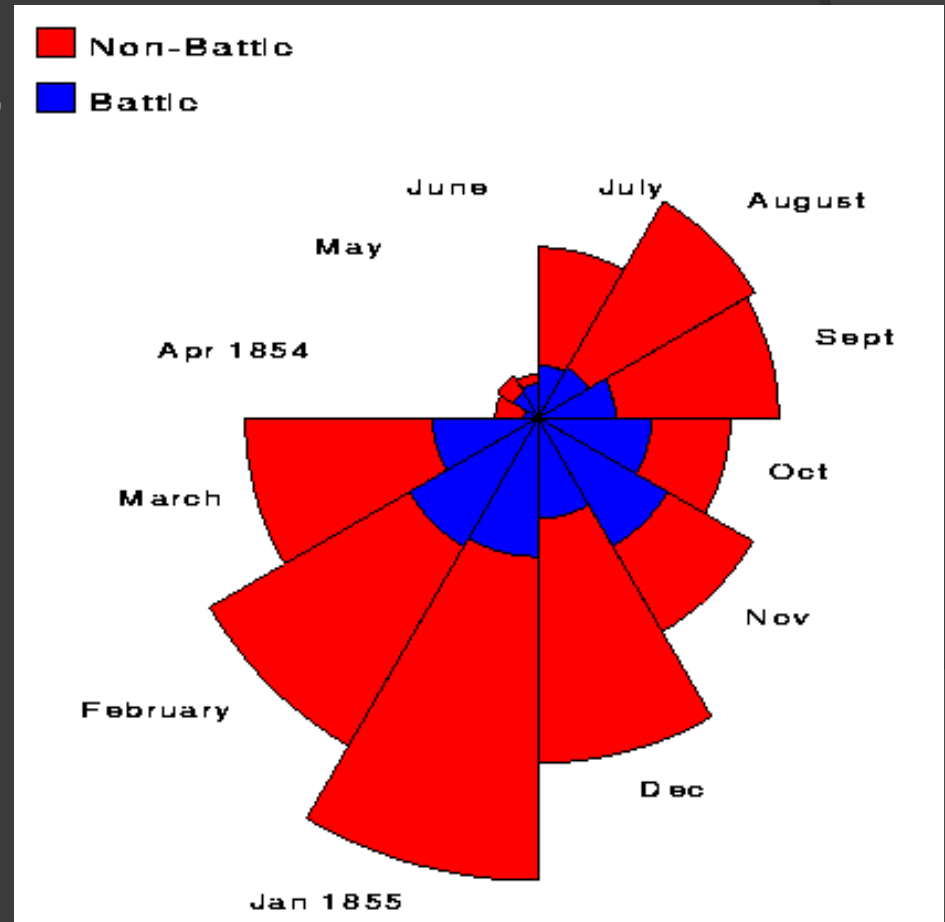 Non-Battle
Battle
June
July
August
May
Sept
Apr 1854
Oct
March
Nov
February
Dec
Jan 1855